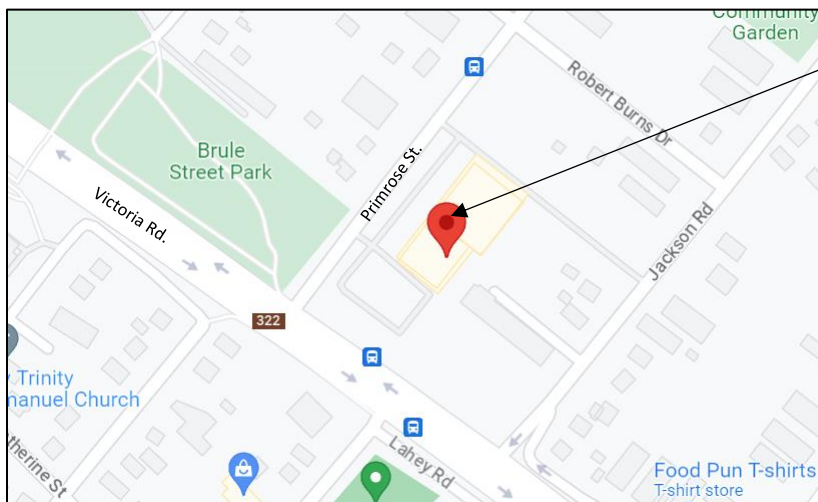 Community
Garden
Robert Burns Dr
Brule
Street Park
Primrose St.
Victoria Rd.
Jackson Rd
322
Trinity
manuel Church
Lahey Rd
therine St
Food Pun T-shirts
T-shirt store